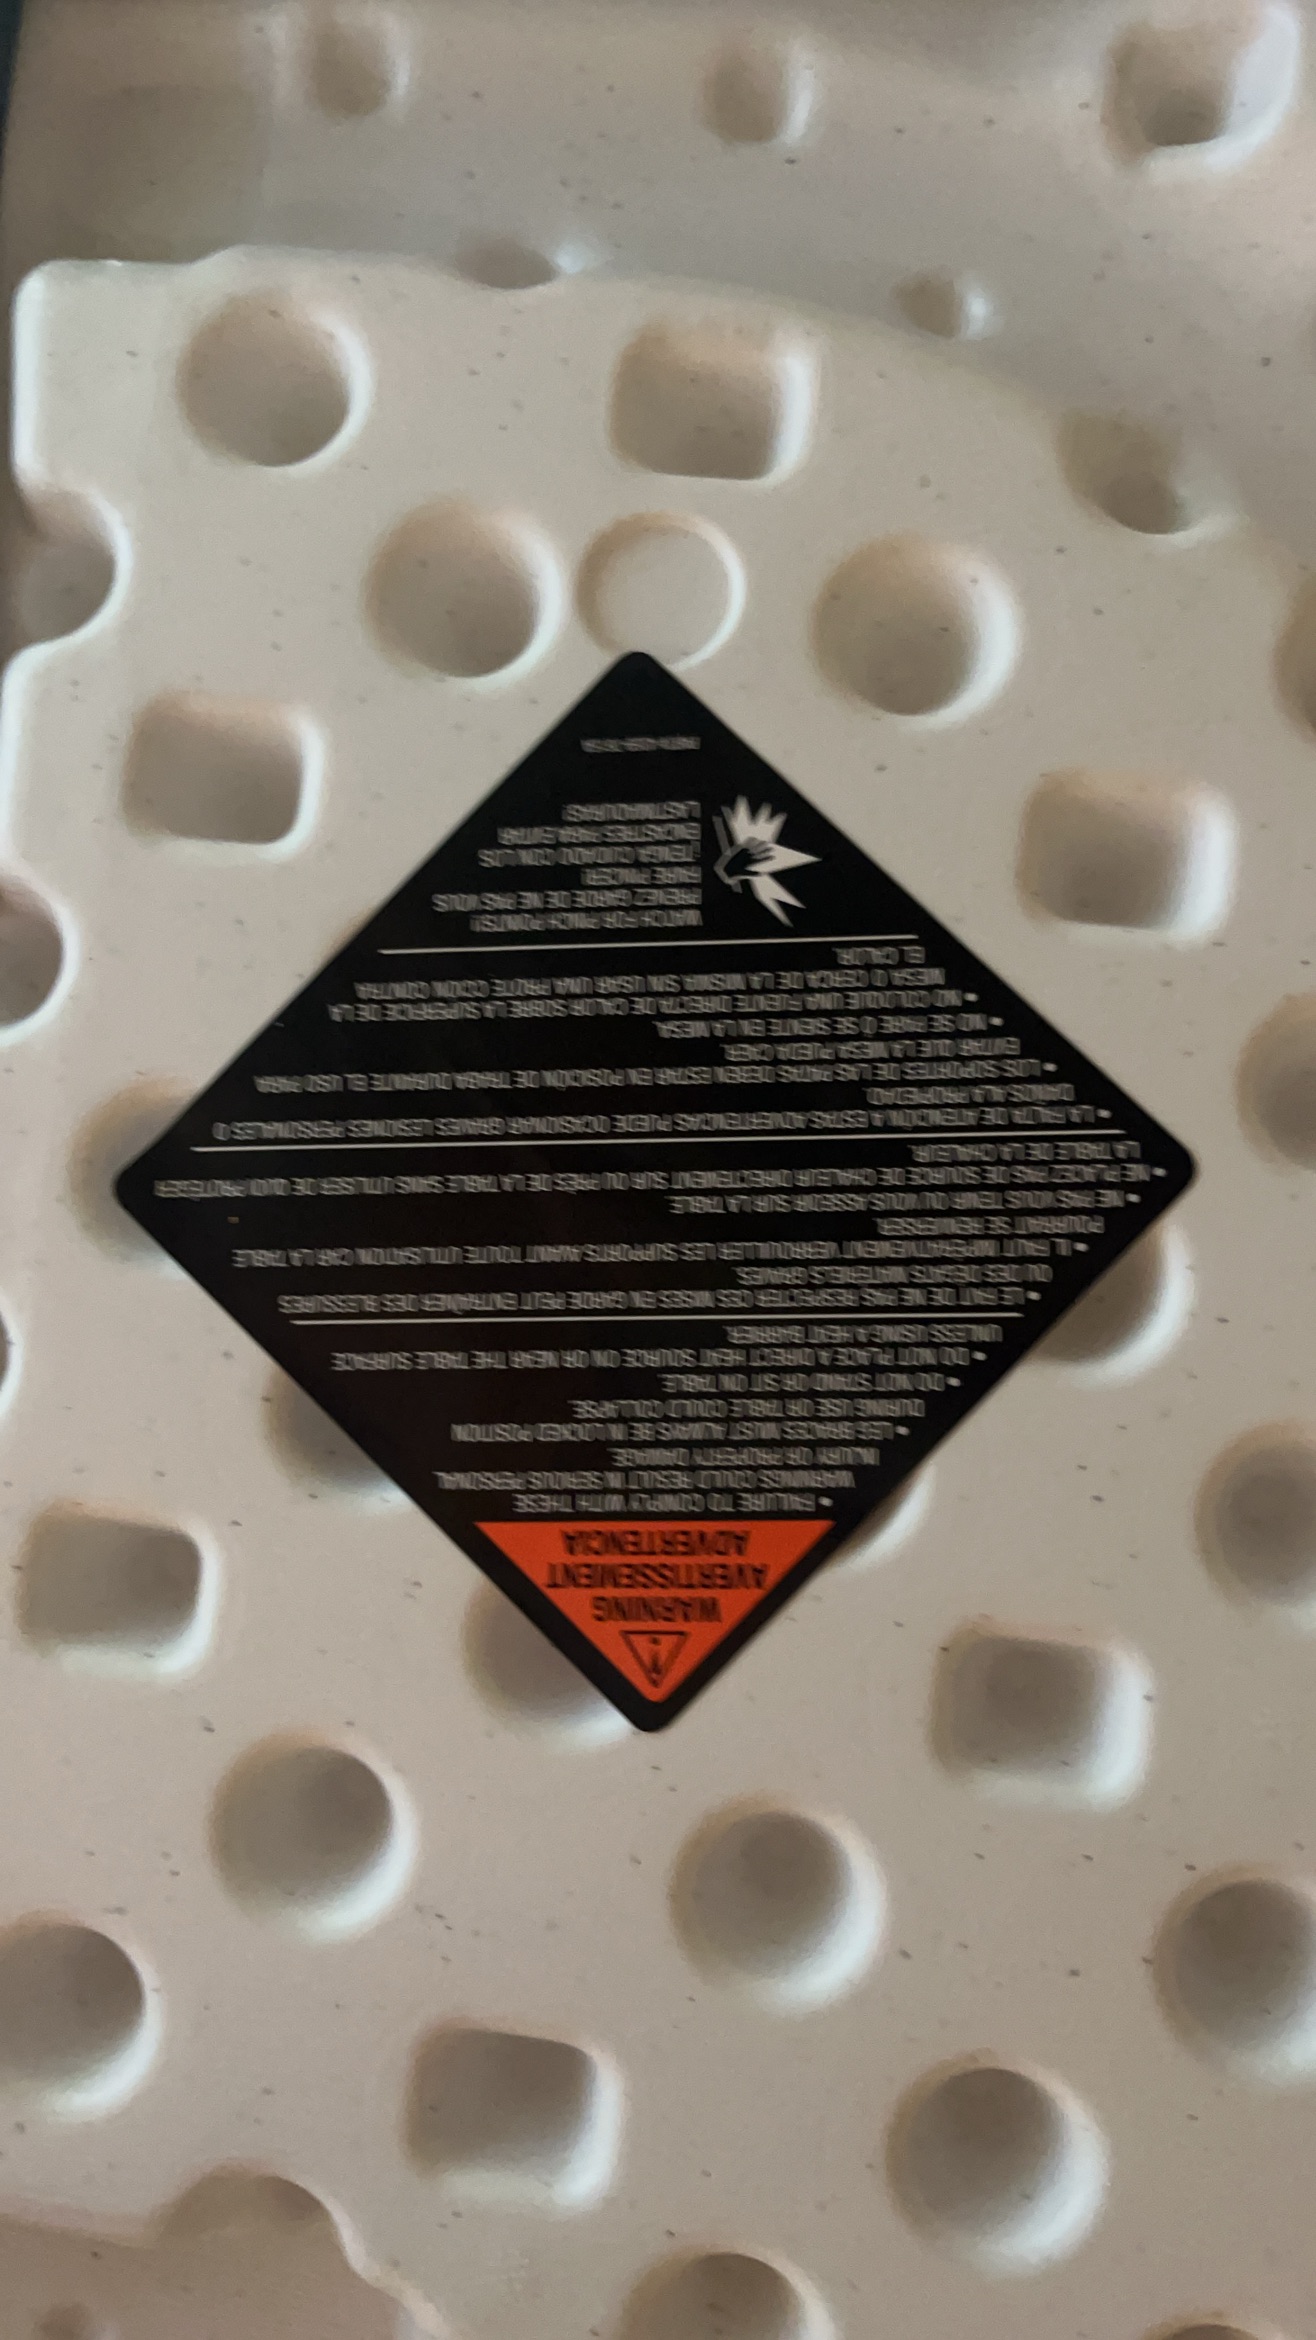 WARNING
AVERTISSEMENT
ADVERTENCIA
• FAILURE TO COMPLY WITH THESE
WARNINGS COULD RESULT IN SERIOUS PERSONAL
INJURY OR PROPERTY DAMAGE.
• LEG BRACES MUST ALWAYS BE IN LOCKED POSITION
DURING USE OR TABLE COULD COLLAPSE.
• DO NOT STAND OR SIT ON TABLE.
• DO NOT PLACE A DIRECT HEAT SOURCE ON OR NEAR THE TABLE SURFACE
UNLESS USING A HEAT BARRIER.
• LE FAIT DE NE PAS RESPECTER CES MISES EN GARDE PEUT ENTRAÎNER DES BLESSURES
OU DES DÉGÂTS MATÉRIELS GRAVES.
• IL FAUT IMPÉRATIVEMENT VERROUILLER LES SUPPORTS AVANT TOUTE UTILISATION CAR LA TABLE
POURRAIT SE RENVERSER.
• NE PAS VOUS TENIR OU VOUS ASSEOIR SUR LA TABLE.
• NE PLACEZ PAS DE SOURCE DE CHALEUR DIRECTEMENT SUR OU PRÈS DE LA TABLE SANS UTILISER DE QUOI PROTÉGER
LA TABLE DE LA CHALEUR.
• LA FALTA DE ATENCIÓN A ESTAS ADVERTENCIAS PUEDE OCASIONAR GRAVES LESIONES PERSONALES O
DAÑOS A LA PROPIEDAD.
• LOS SOPORTES DE LAS PATAS DEBEN ESTAR EN POSICIÓN DE TRABA DURANTE EL USO PARA
EVITAR QUE LA MESA PUEDA CAER.
• NO SE PARE O SE SIENTE EN LA MESA.
• NO COLOQUE UNA FUENTE DIRECTA DE CALOR SOBRE LA SUPERFICIE DE LA
MESA O CERCA DE LA MISMA SIN USAR UNA PROTECCIÓN CONTRA
EL CALOR.
WATCH FOR PINCH POINTS!
PRENEZ GARDE DE NE PAS VOUS
FAIRE PINCER!
¡TENGA CUIDADO CON LOS
ENCASTRES PARA EVITAR
LASTIMADURAS!